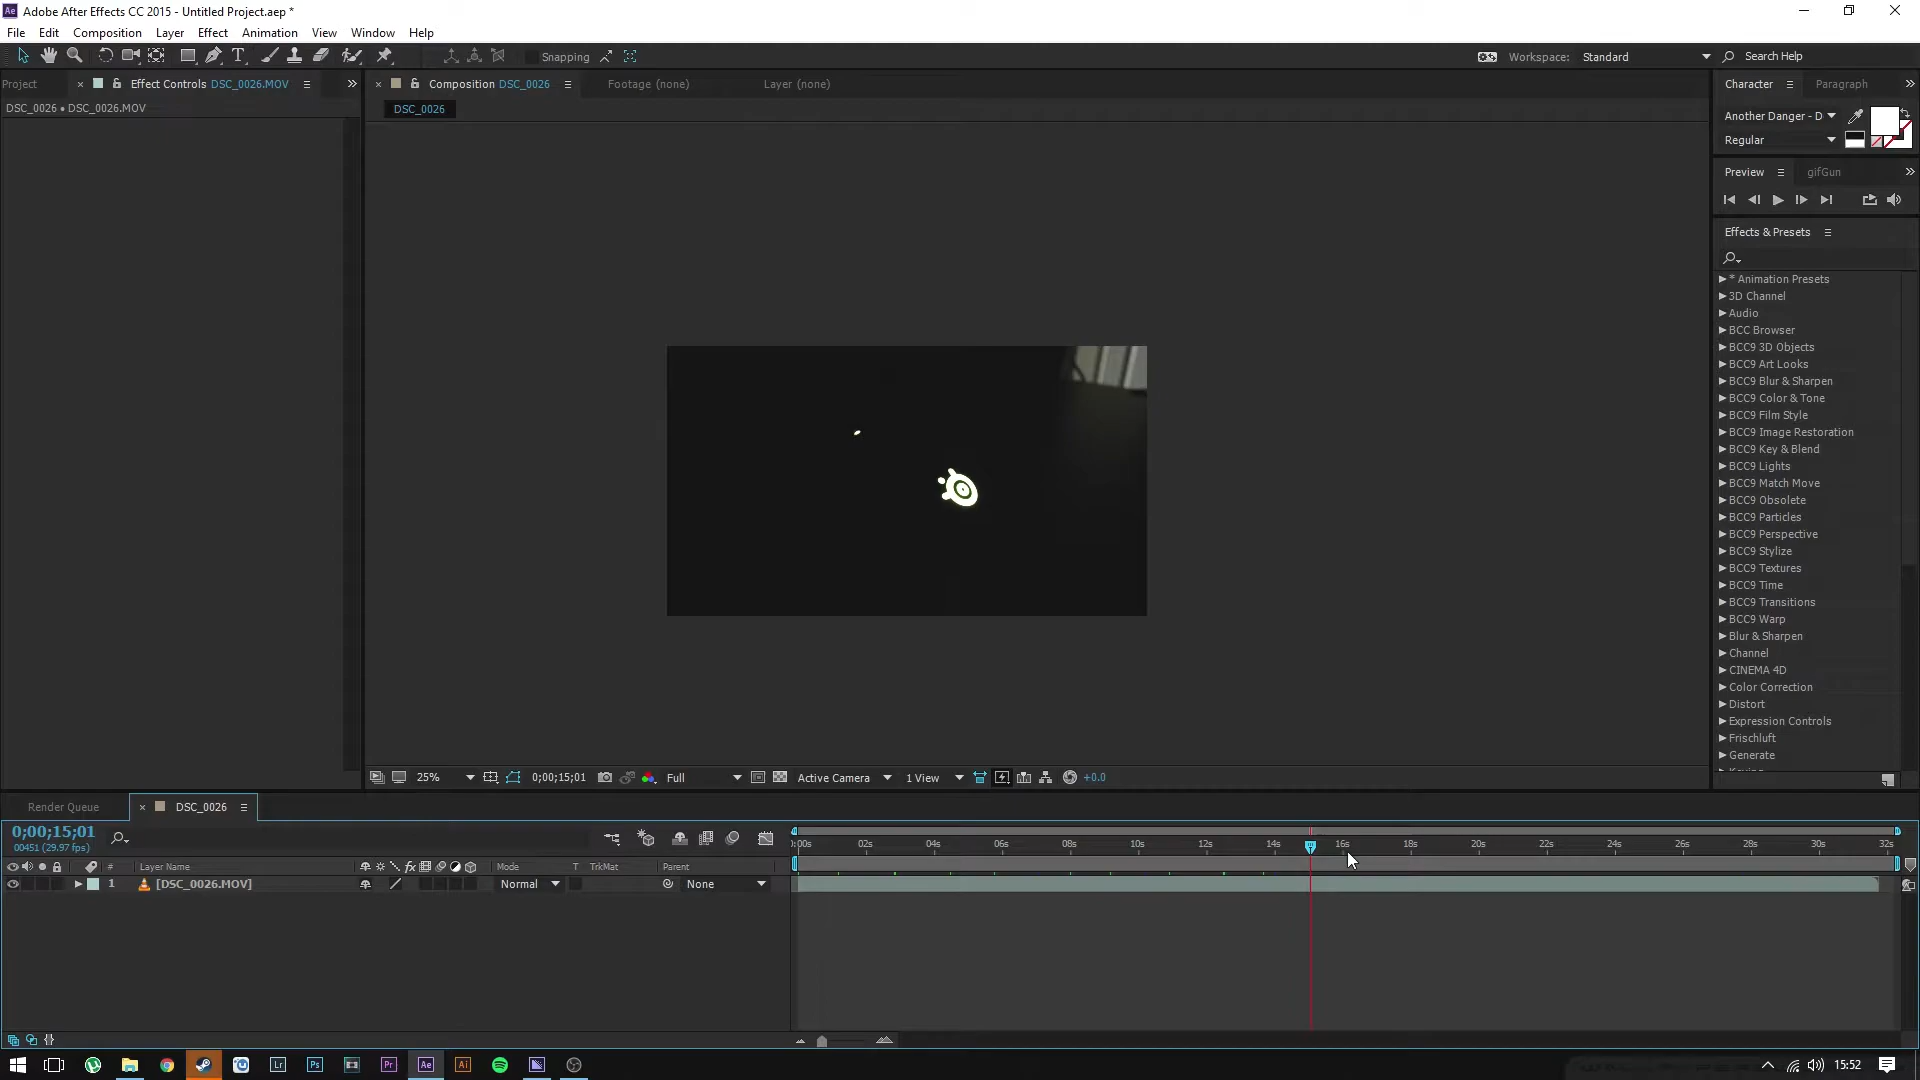 Adobe After Effects CC 2015 - Untitled Project.aep *
File Edit Composition Layer Effect Animation View Window Help
Snapping
Workspace: Standard
Search Help
Project
Effect Controls DSC_0026.MOV
Composition DSC_0026
Footage (none)
Layer (none)
DSC_0026 • DSC_0026.MOV
DSC_0026
Character
Paragraph
Another Danger - D
Regular
Preview
gifGun
Effects & Presets
* Animation Presets
3D Channel
Audio
BCC Browser
BCC9 3D Objects
BCC9 Art Looks
BCC9 Blur & Sharpen
BCC9 Color & Tone
BCC9 Film Style
BCC9 Image Restoration
BCC9 Key & Blend
BCC9 Lights
BCC9 Match Move
BCC9 Obsolete
BCC9 Particles
BCC9 Perspective
BCC9 Stylize
BCC9 Textures
BCC9 Time
BCC9 Transitions
BCC9 Warp
Blur & Sharpen
Channel
CINEMA 4D
Color Correction
Distort
Expression Controls
Frischluft
Generate
25%
0;00;15;01
Full
Active Camera
1 View
+0.0
Render Queue
DSC_0026
0;00;15;01
00451 (29.97 fps)
02s 04s 06s 08s 10s 12s 14s 16s 18s 20s 22s 24s 26s 28s 30s 32s
# Layer Name
fx
Mode
T TrkMat
Parent
1 [DSC_0026.MOV]
Normal
None
Lr Ps Pr Ae Ai
15:52